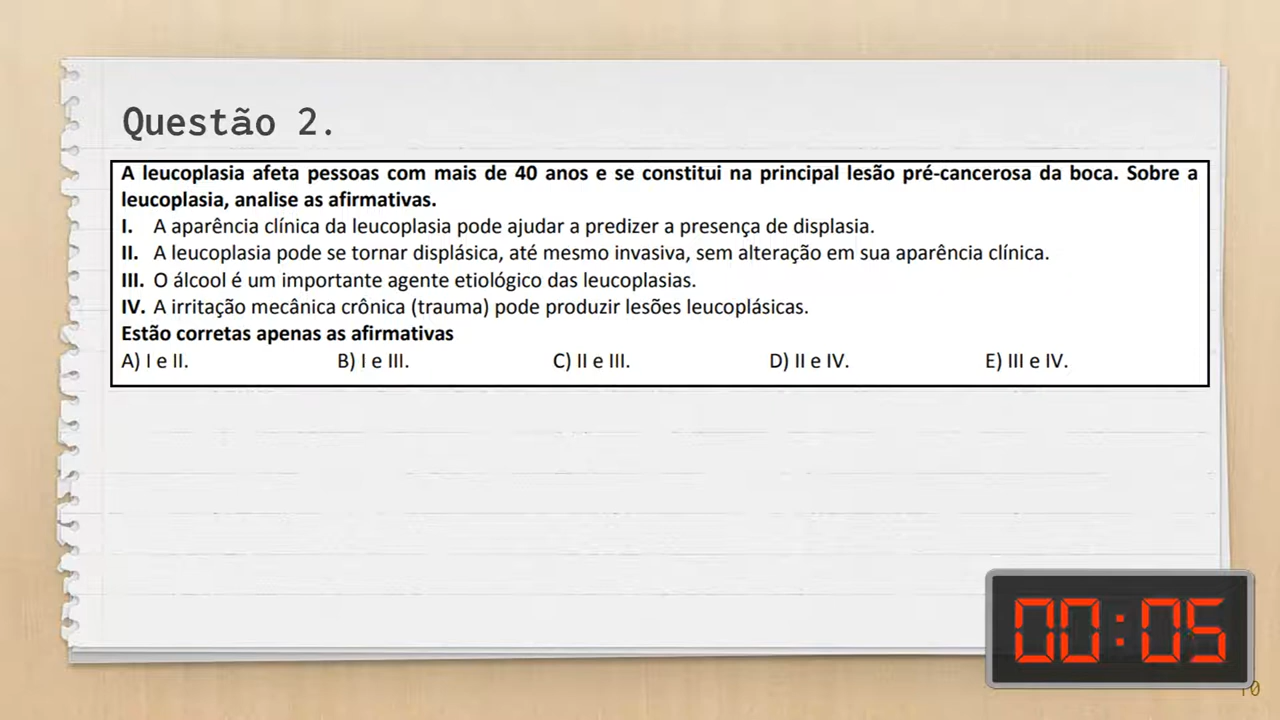 Questão 2.
A leucoplasia afeta pessoas com mais de 40 anos e se constitui na principal lesão pré-cancerosa da boca. Sobre a
leucoplasia, analise as afirmativas.
I. A aparência clínica da leucoplasia pode ajudar a predizer a presença de displasia.
II. A leucoplasia pode se tornar displásica, até mesmo invasiva, sem alteração em sua aparência clínica.
III. O álcool é um importante agente etiológico das leucoplasias.
IV. A irritação mecânica crônica (trauma) pode produzir lesões leucoplásicas.
Estão corretas apenas as afirmativas
A) I e II. B) I e III. C) II e III. D) II e IV. E) III e IV.
00:05
10